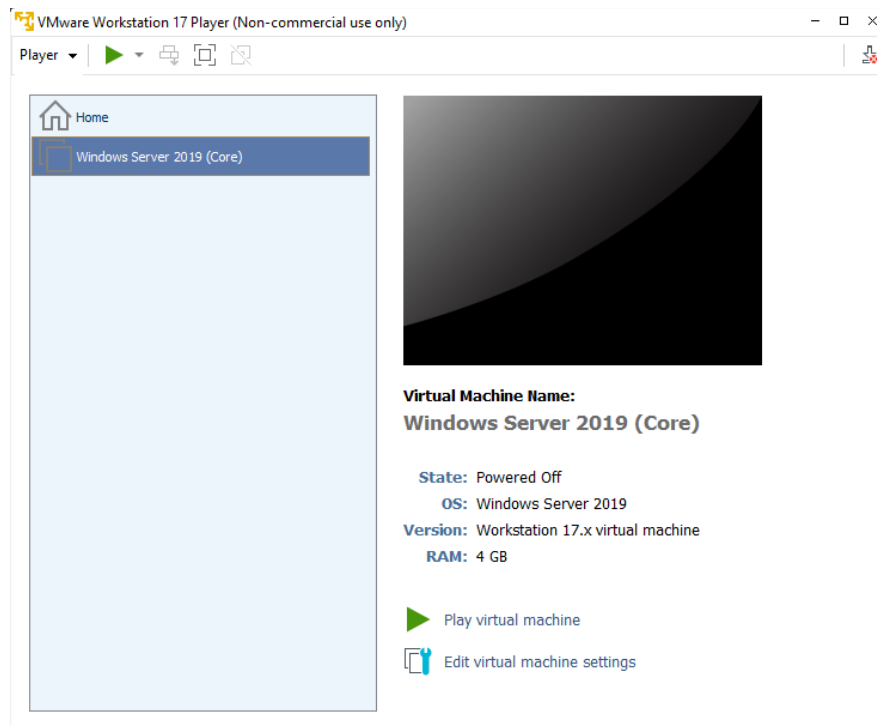 VMware Workstation 17 Player (Non-commercial use only)
Player
Home
Windows Server 2019 (Core)
Virtual Machine Name:
Windows Server 2019 (Core)
State: Powered Off
OS: Windows Server 2019
Version: Workstation 17.x virtual machine
RAM: 4 GB
Play virtual machine
Edit virtual machine settings